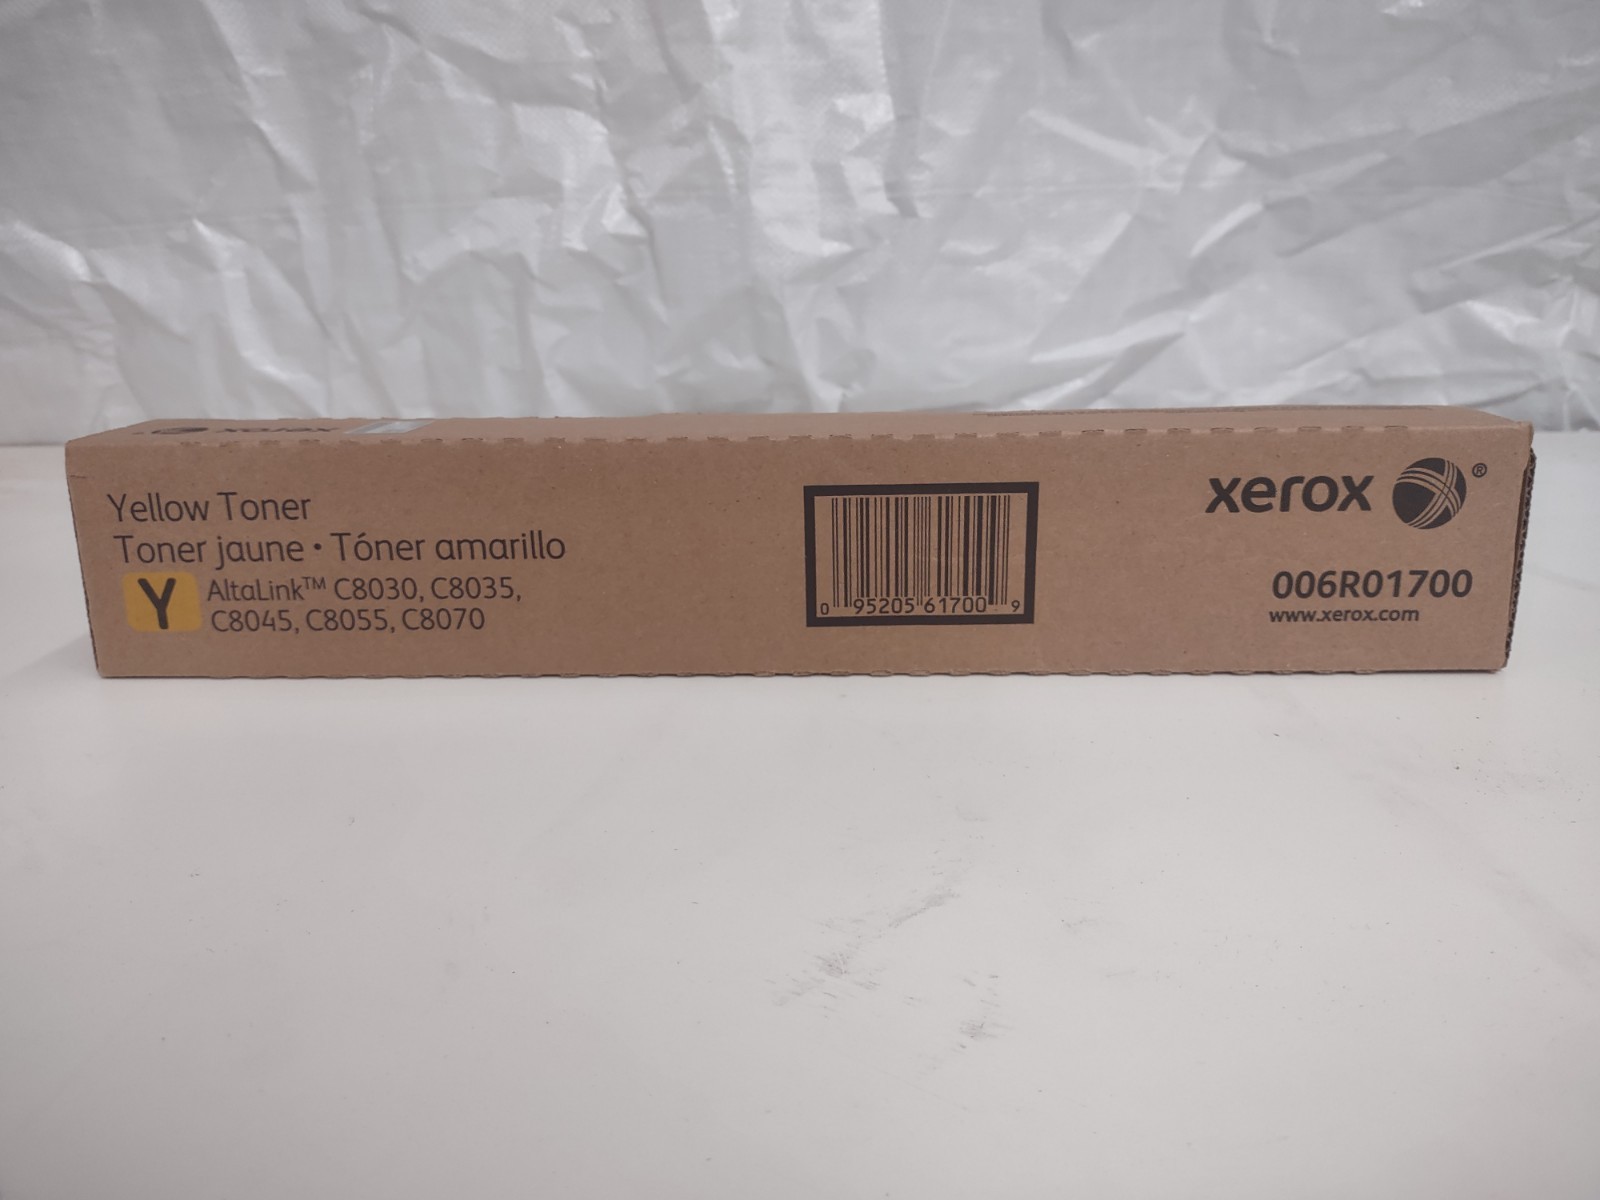 xerox
Yellow Toner
Toner jaune • Tóner amarillo
Y
AltaLink™ C8030, C8035,
C8045, C8055, C8070
0 95205 61700 9
xerox ®
006R01700
www.xerox.com